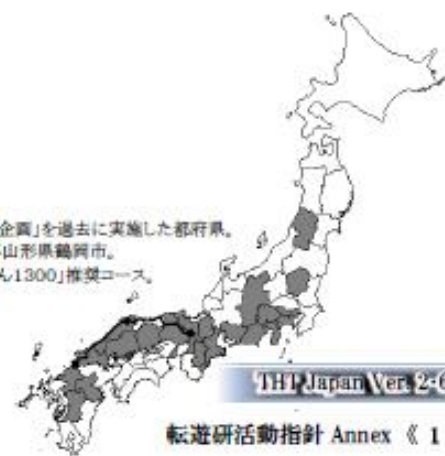 企画」を過去に実施した都府県。
山形県鶴岡市。
ん1300」推奨コース。
THT Japan Ver. 2-6
転遊研活動指針 Annex 《 1